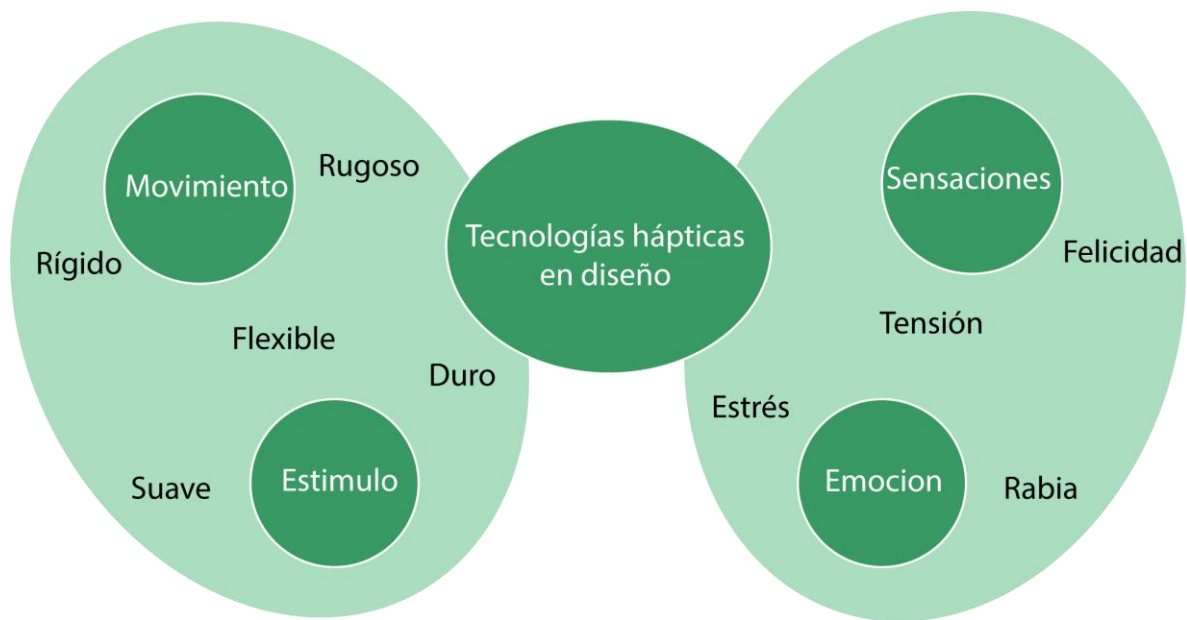 Movimiento
Rugoso
Rígido
Flexible
Duro
Suave
Estimulo
Tecnologías hápticas
en diseño
Sensaciones
Felicidad
Tensión
Estrés
Emocion
Rabia